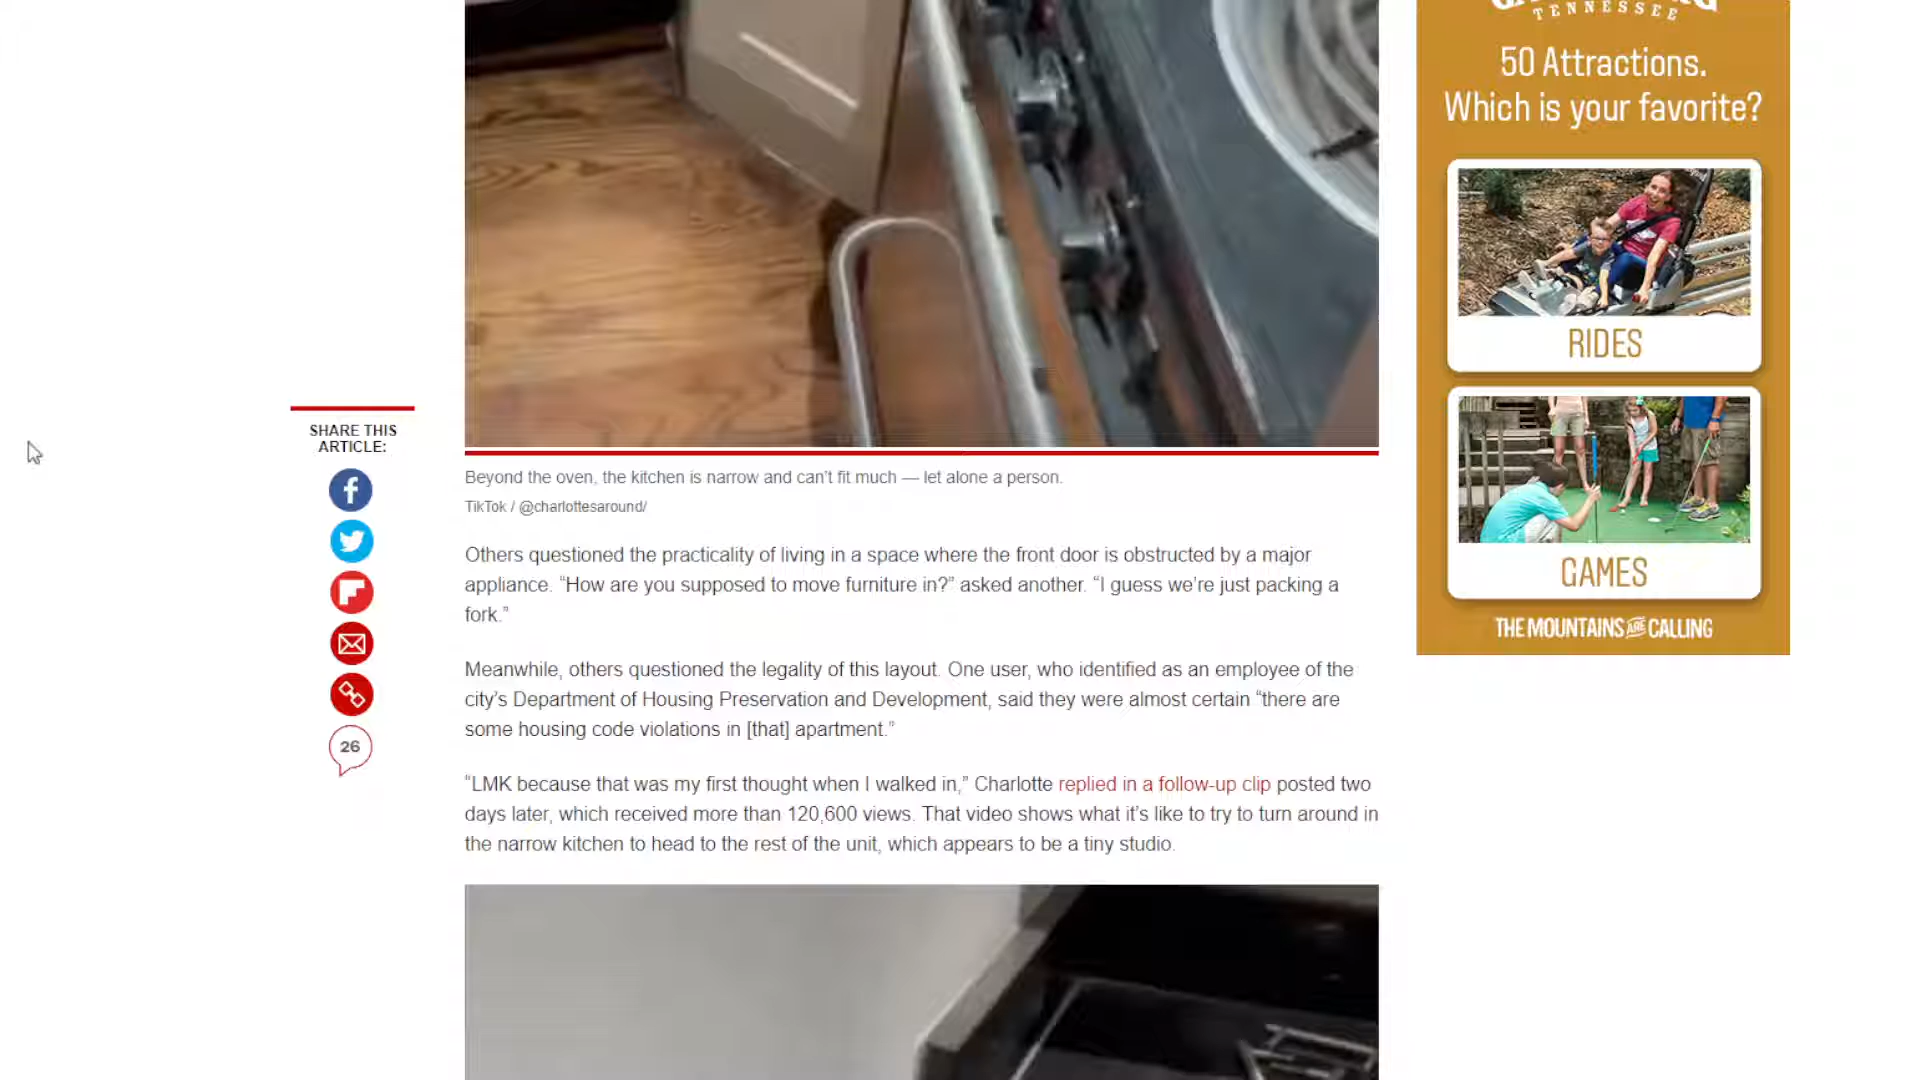 TENNESSEE
50 Attractions.
Which is your favorite?
RIDES
GAMES
THE MOUNTAINS ARE CALLING
SHARE THIS
ARTICLE:
26
Beyond the oven, the kitchen is narrow and can't fit much — let alone a person.
TikTok / @charlottesaround/
Others questioned the practicality of living in a space where the front door is obstructed by a major
appliance. “How are you supposed to move furniture in?” asked another. “I guess we’re just packing a
fork.”
Meanwhile, others questioned the legality of this layout. One user, who identified as an employee of the
city’s Department of Housing Preservation and Development, said they were almost certain “there are
some housing code violations in [that] apartment.”
“LMK because that was my first thought when I walked in,” Charlotte replied in a follow-up clip posted two
days later, which received more than 120,600 views. That video shows what it’s like to try to turn around in
the narrow kitchen to head to the rest of the unit, which appears to be a tiny studio.